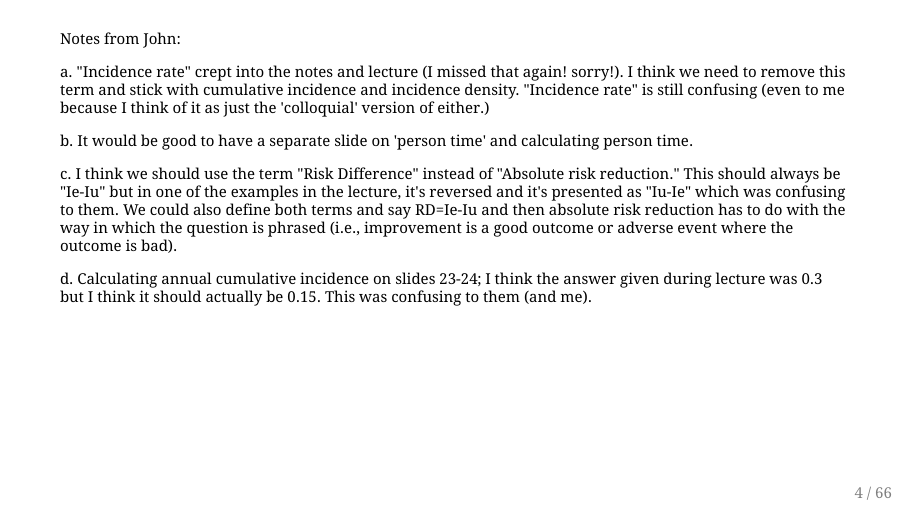 Notes from John:
a. "Incidence rate" crept into the notes and lecture (I missed that again! sorry!). I think we need to remove this
term and stick with cumulative incidence and incidence density. "Incidence rate" is still confusing (even to me
because I think of it as just the 'colloquial' version of either.)
b. It would be good to have a separate slide on 'person time' and calculating person time.
c. I think we should use the term "Risk Difference" instead of "Absolute risk reduction." This should always be
"Ie-Iu" but in one of the examples in the lecture, it's reversed and it's presented as "Iu-Ie" which was confusing
to them. We could also define both terms and say RD=Ie-Iu and then absolute risk reduction has to do with the
way in which the question is phrased (i.e., improvement is a good outcome or adverse event where the
outcome is bad).
d. Calculating annual cumulative incidence on slides 23-24; I think the answer given during lecture was 0.3
but I think it should actually be 0.15. This was confusing to them (and me).
4 / 66